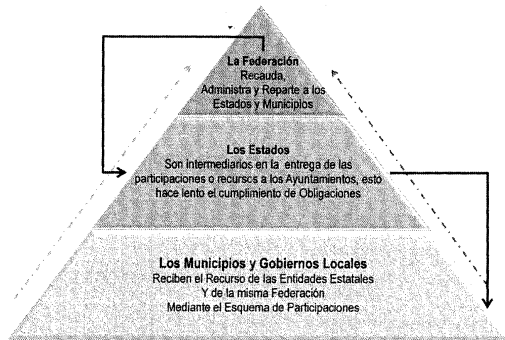 La Federación
Recauda,
Administra y Reparte a los
Estados y Municipios
Los Estados
Son intermediarios en la entrega de las
participaciones o recursos a los Ayuntamientos, esto
hace lento el cumplimiento de Obligaciones
Los Municipios y Gobiernos Locales
Reciben el Recurso de las Entidades Estatales
Y de la misma Federación
Mediante el Esquema de Participaciones